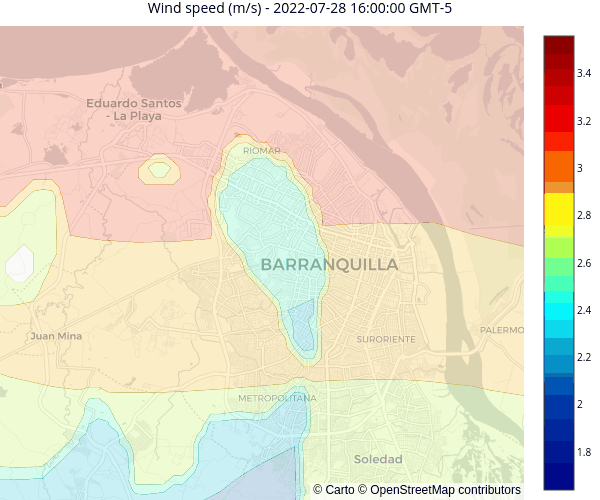 Wind speed (m/s) - 2022-07-28 16:00:00 GMT-5
Eduardo Santos
- La Playa
RIOMAR
BARRANQUILLA
Juan Mina
SURORIENTE
PALERMO
METROPOLITANA
Soledad
© Carto © OpenStreetMap contributors
3.4
3.2
3
2.8
2.6
2.4
2.2
2
1.8